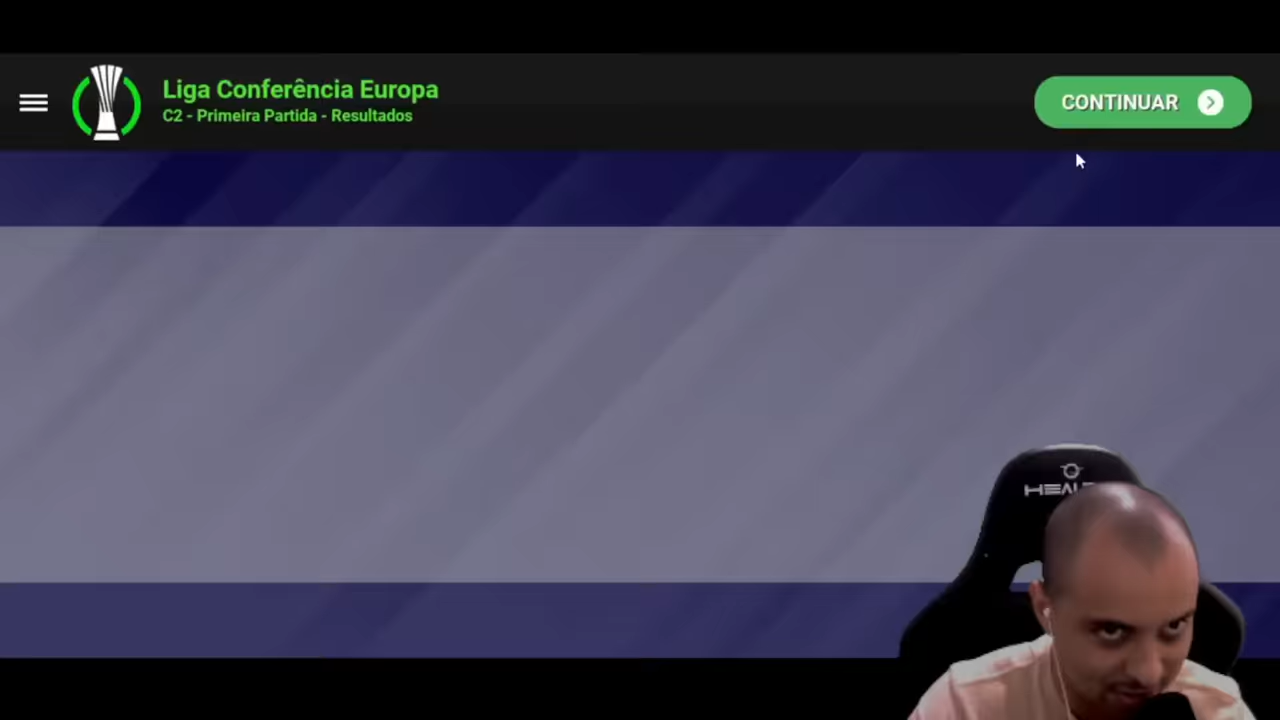 Liga Conferência Europa
C2 - Primeira Partida - Resultados
CONTINUAR